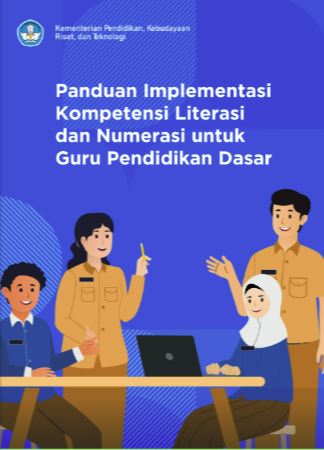 Kementerian Pendidikan, Kebudayaan
Riset, dan Teknologi
Panduan Implementasi
Kompetensi Literasi
dan Numerasi untuk
Guru Pendidikan Dasar